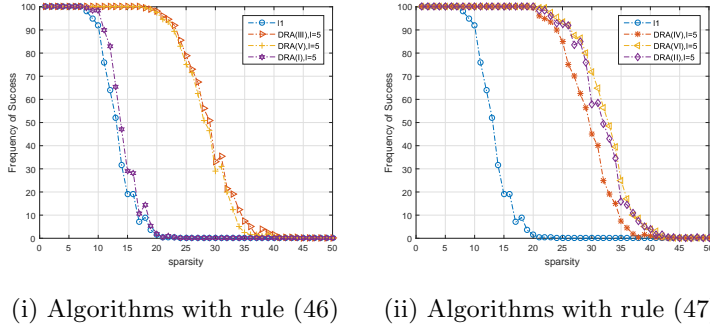 100
90
80
70
60
50
40
30
20
10
0
Frequency of Success
0 5 10 15 20 25 30 35 40 45 50
sparsity
l1
DRA(III),l=5
DRA(V),l=5
DRA(I),l=5
100
90
80
70
60
50
40
30
20
10
0
Frequency of Success
0 5 10 15 20 25 30 35 40 45 50
sparsity
l1
DRA(IV),l=5
DRA(VI),l=5
DRA(II),l=5
(i) Algorithms with rule (46)
(ii) Algorithms with rule (47